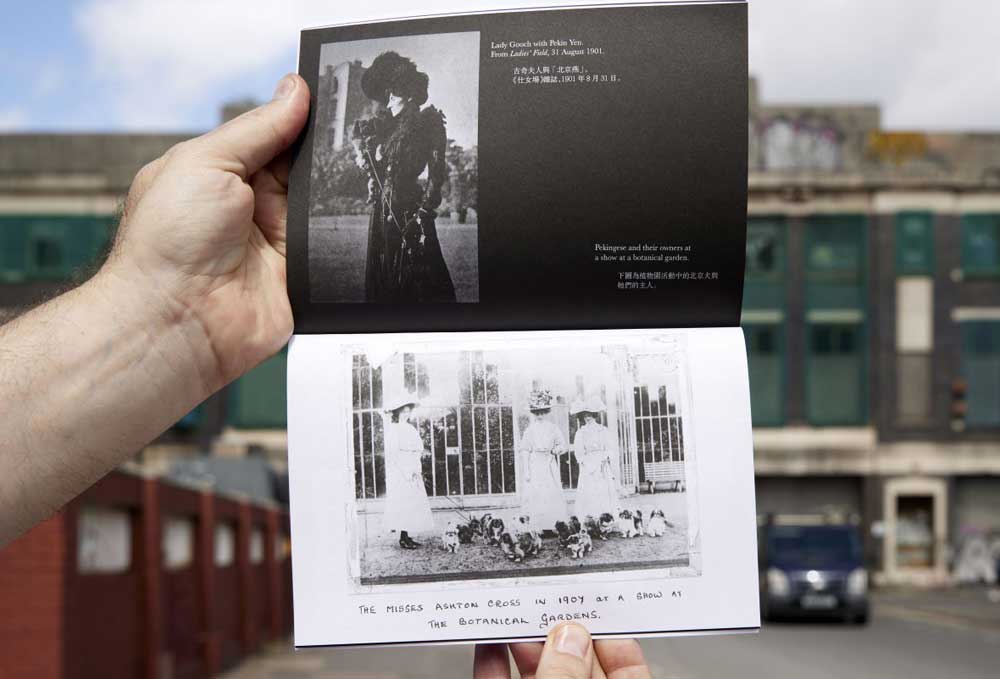 Lady Gooch with Pekin Yen.
From Ladies' Field, 31 August 1901.
古奇夫人與「北京燕」。
《仕女場》雜誌，1901 年 8 月 31 日。
Pekingese and their owners at
a show at a botanical garden.
下圖為植物園活動中的北京犬與
牠們的主人。
THE MISSES ASHTON CROSS IN 1907 AT A SHOW AT
THE BOTANICAL GARDENS.